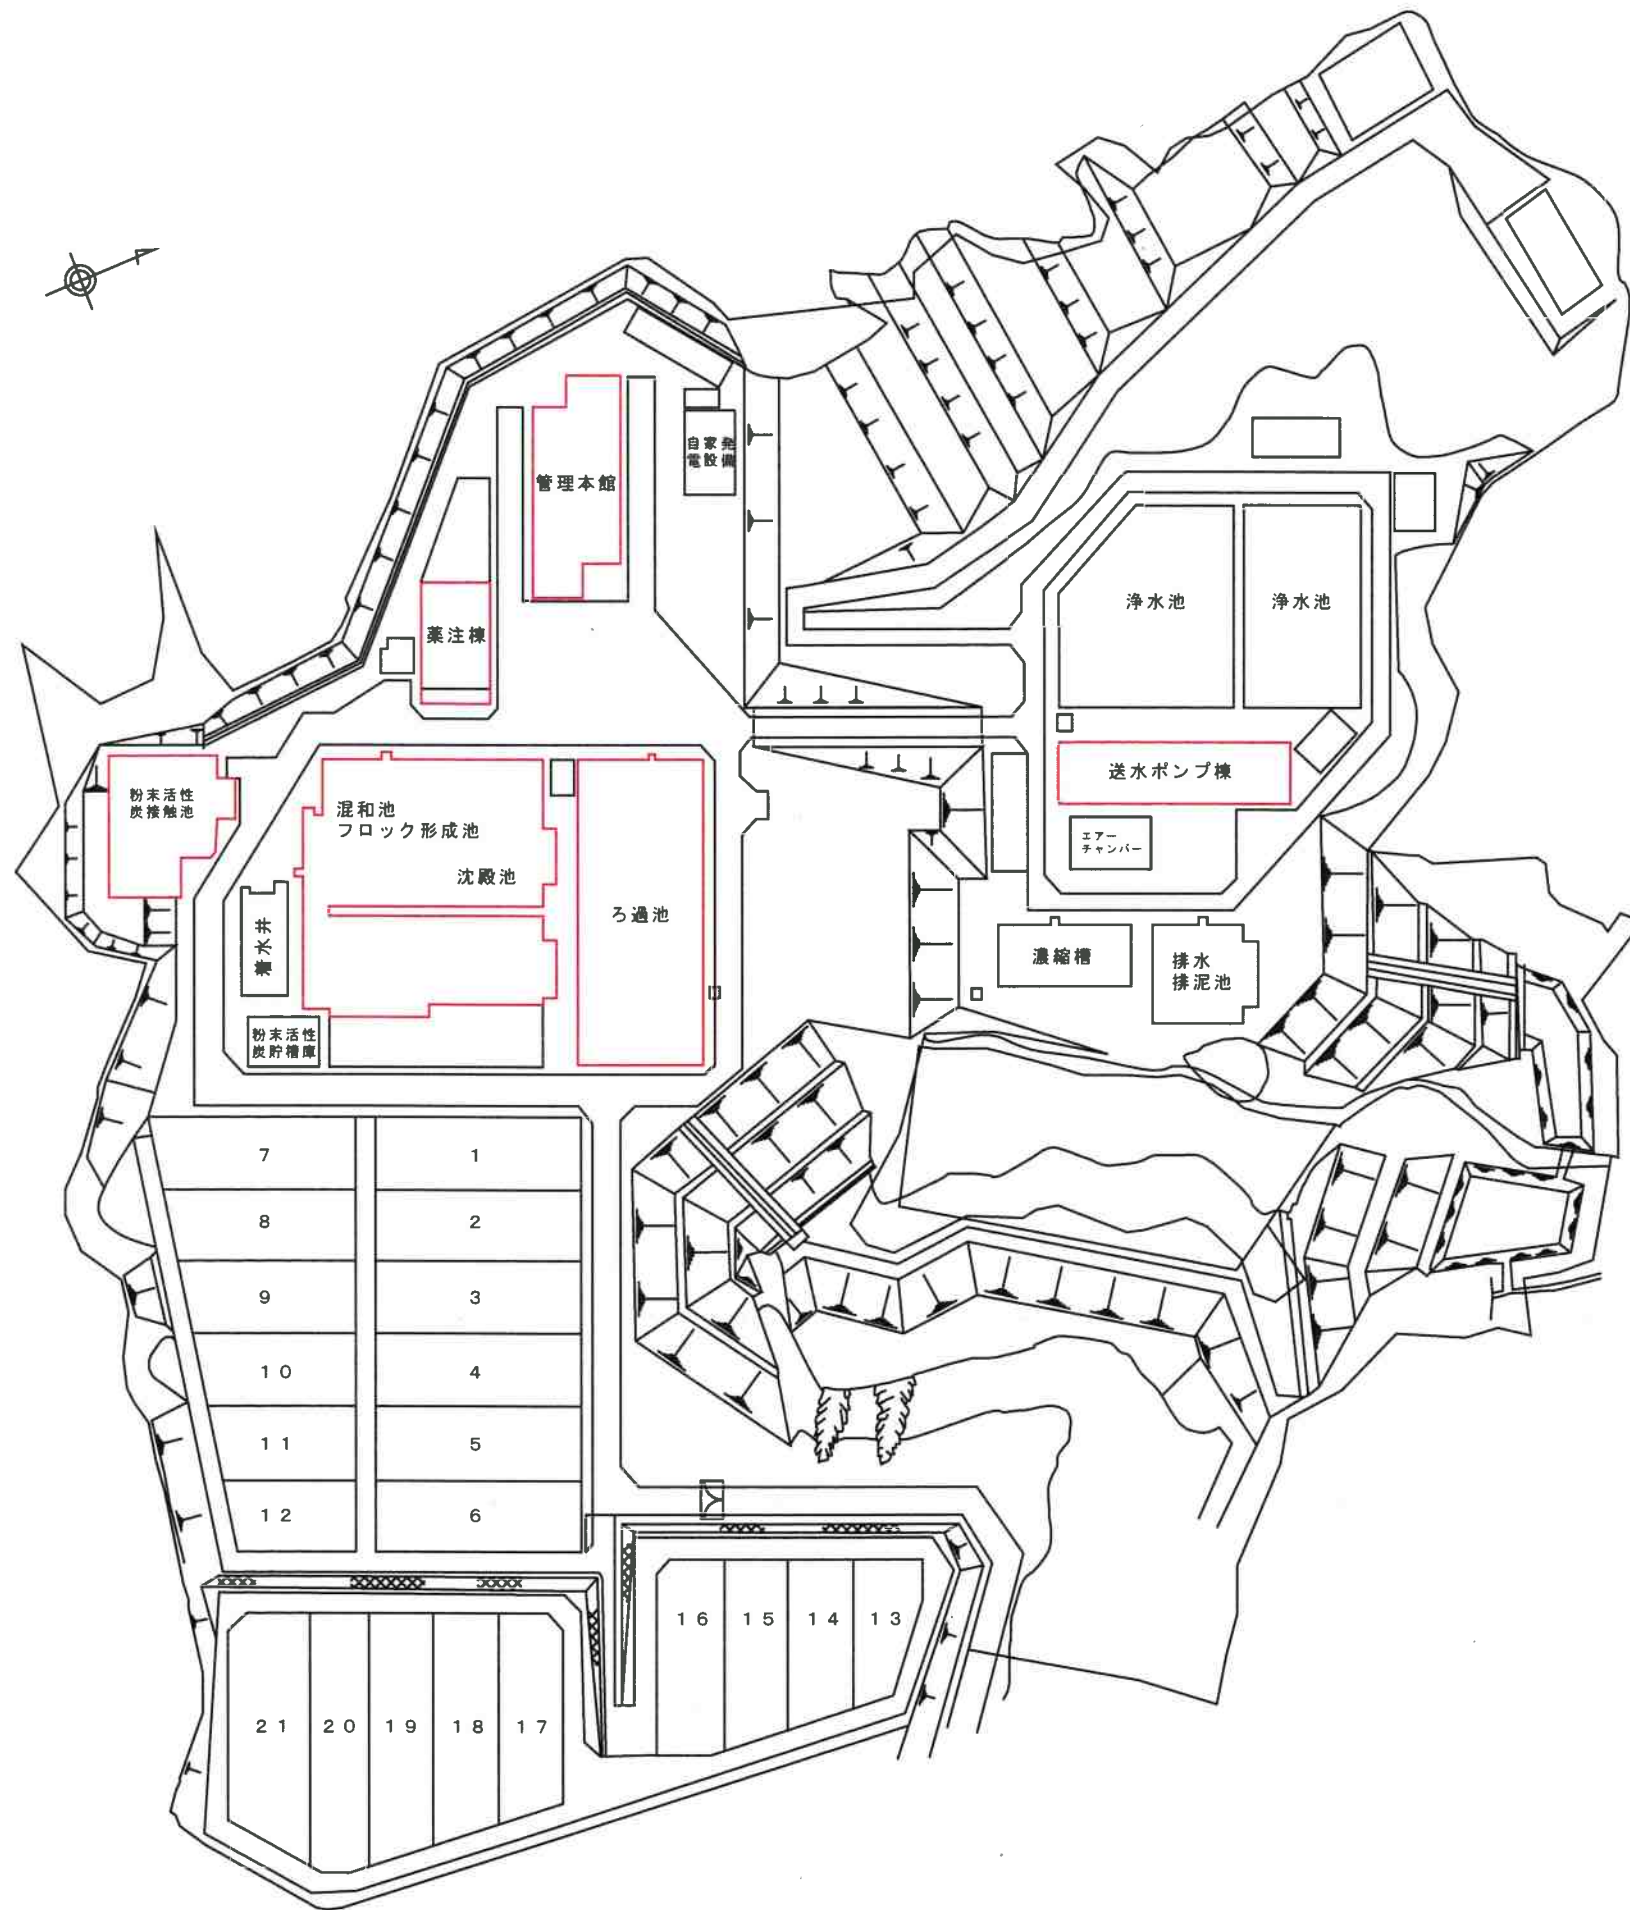 自家発
電設備
管理本館
薬注棟
浄水池
浄水池
粉末活性
炭接触池
混和池
フロック形成池
沈殿池
ろ過池
送水ポンプ棟
エアー
チャンバー
着水井
濃縮槽
排水
排泥池
粉末活性
炭貯槽庫
7
1
8
2
9
3
10
4
11
5
12
6
16
15
14
13
21
20
19
18
17